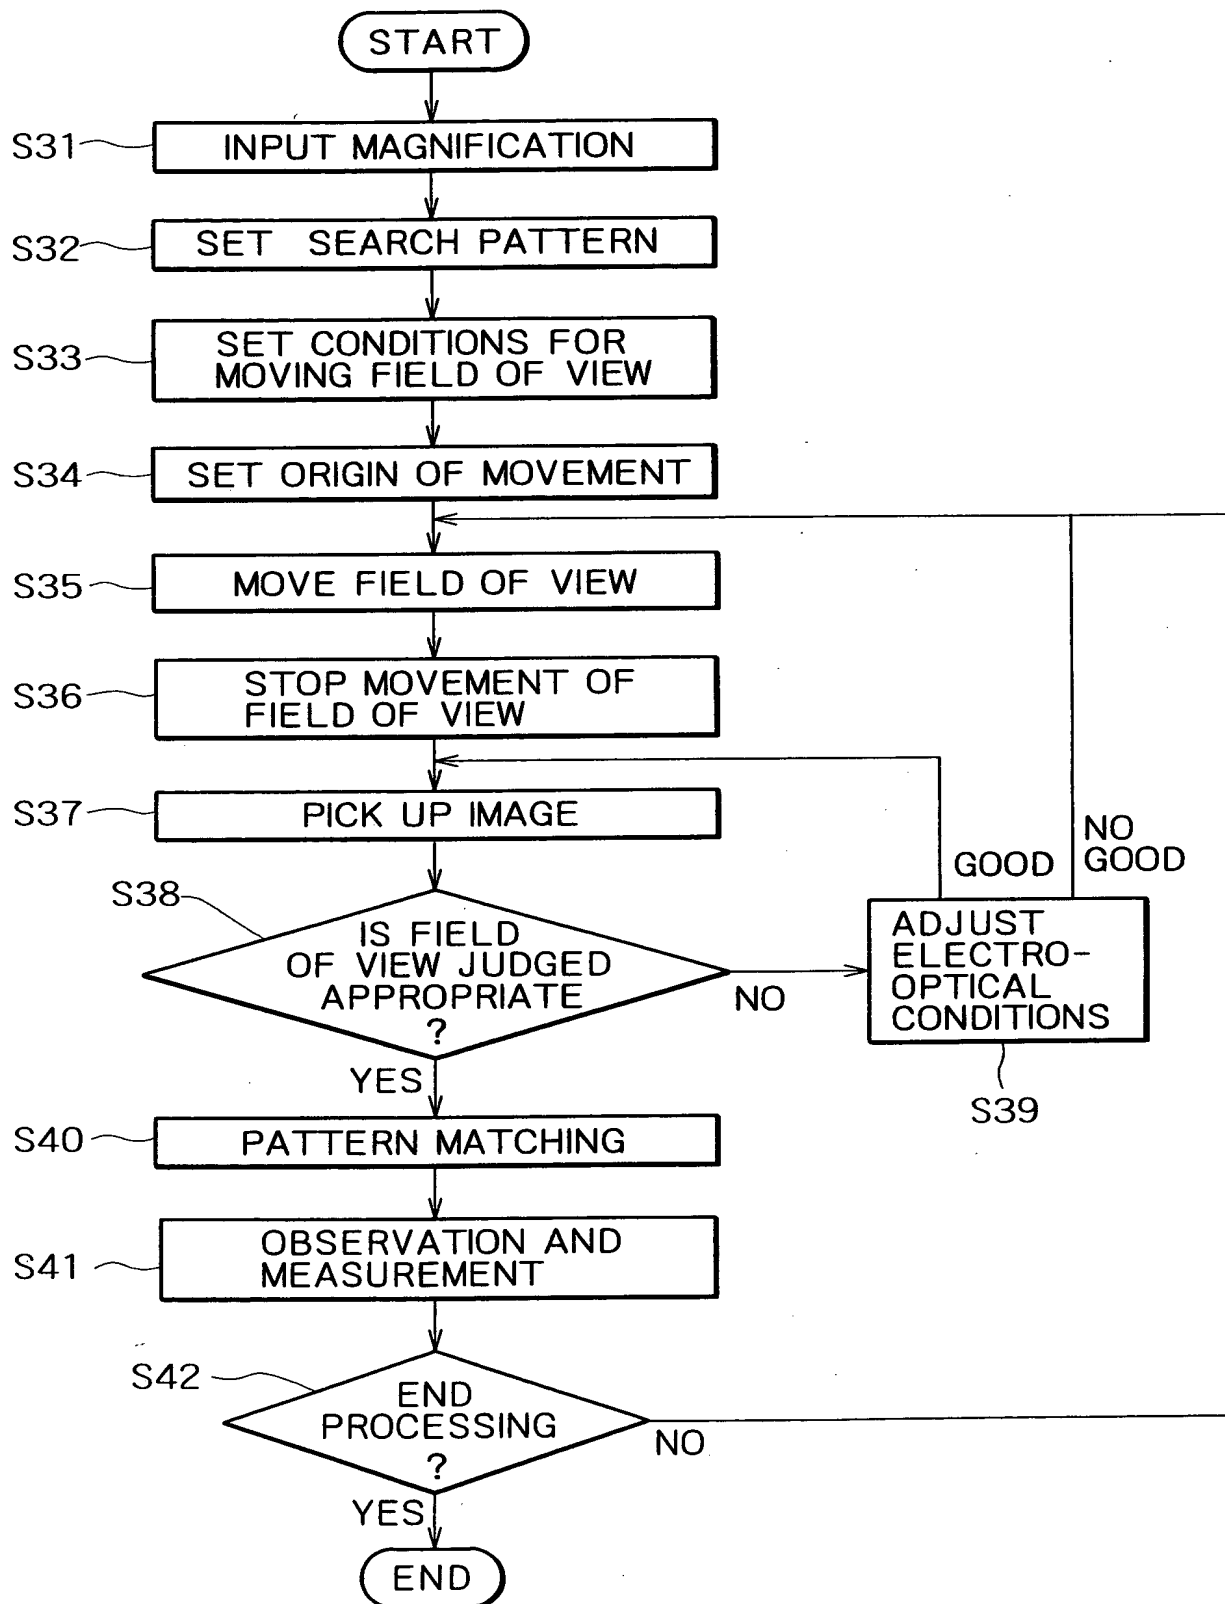 START
S31
INPUT MAGNIFICATION
S32
SET SEARCH PATTERN
S33
SET CONDITIONS FOR
MOVING FIELD OF VIEW
S34
SET ORIGIN OF MOVEMENT
S35
MOVE FIELD OF VIEW
S36
STOP MOVEMENT OF
FIELD OF VIEW
S37
PICK UP IMAGE
GOOD
NO
GOOD
S38
IS FIELD
OF VIEW JUDGED
APPROPRIATE
?
NO
ADJUST
ELECTRO-
OPTICAL
CONDITIONS
S39
YES
S40
PATTERN MATCHING
S41
OBSERVATION AND
MEASUREMENT
S42
END
PROCESSING
?
NO
YES
END